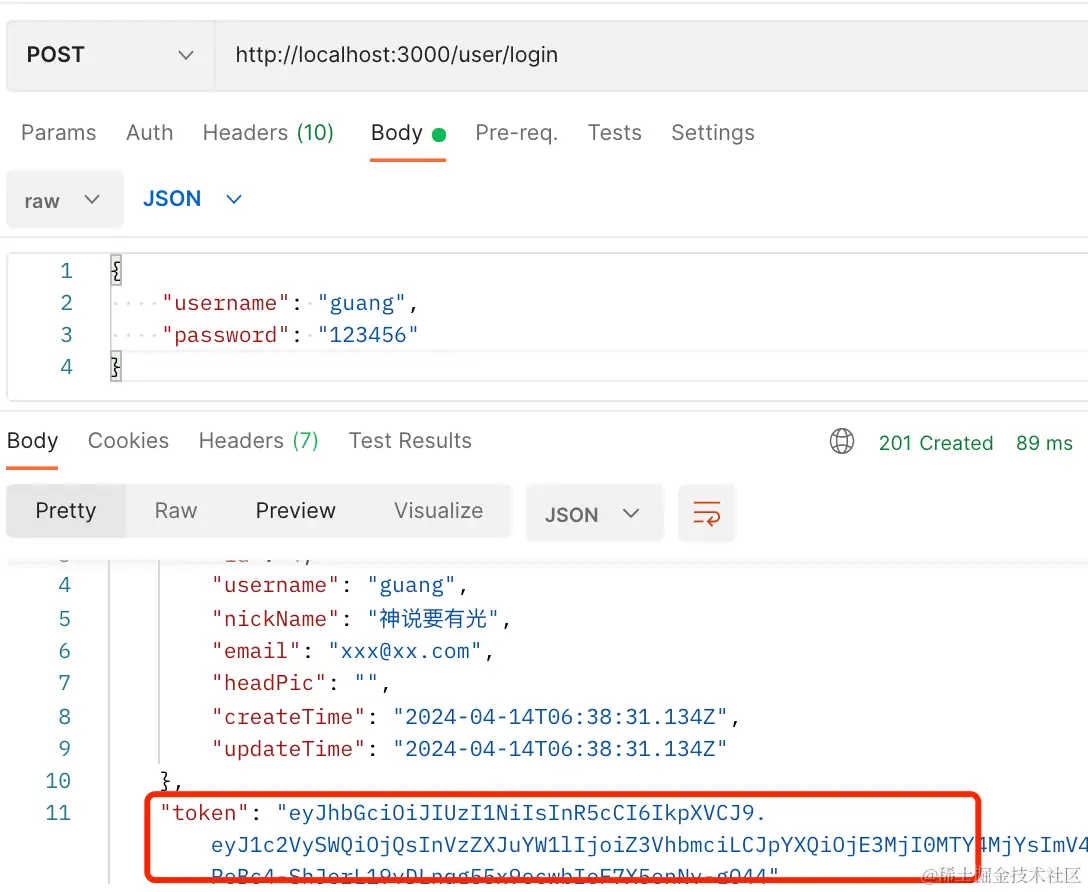 POST http://localhost:3000/user/login
Params Auth Headers (10) Body Pre-req. Tests Settings
raw JSON
1 {
2 "username": "guang",
3 "password": "123456"
4 }
Body Cookies Headers (7) Test Results 201 Created 89 ms
Pretty Raw Preview Visualize JSON
4 "username": "guang",
5 "nickName": "神说要有光",
6 "email": "xxx@xx.com",
7 "headPic": "",
8 "createTime": "2024-04-14T06:38:31.134Z",
9 "updateTime": "2024-04-14T06:38:31.134Z"
10 },
11 "token": "eyJhbGciOiJIUzI1NiIsInR5cCI6IkpXVCJ9.
eyJ1c2VySWQiOjQsInVzZXJuYW1lIjoiZ3VhbmciLCJpYXQiOjE3MjI0MTY4MjYsImV4
@稀土掘金技术社区